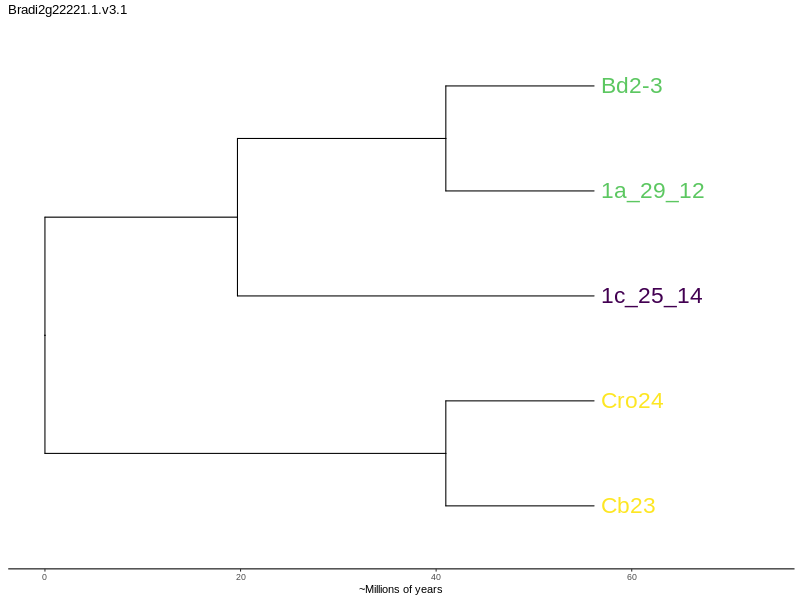 Bradi2g22221.1.v3.1
Bd2-3
1a_29_12
1c_25_14
Cro24
Cb23
0 20 40 60
~Millions of years